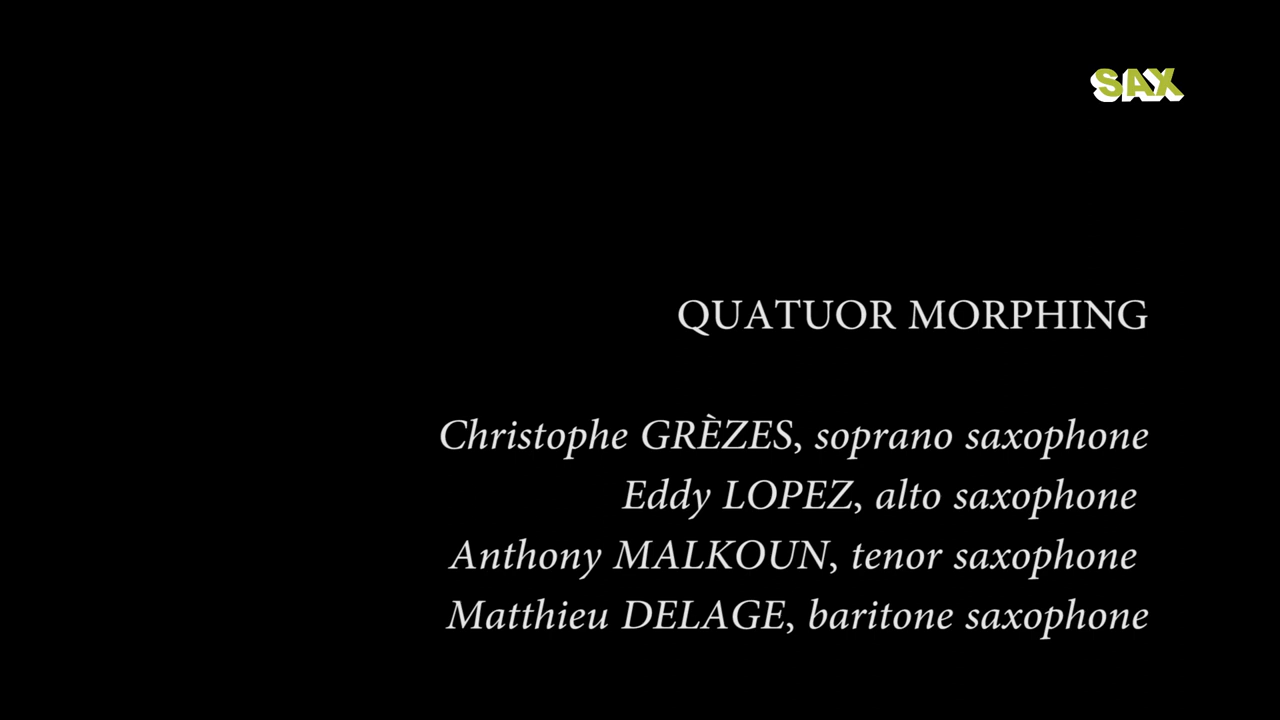 SAX
QUATUOR MORPHING
Christophe GRÈZES, soprano saxophone
Eddy LOPEZ, alto saxophone
Anthony MALKOUN, tenor saxophone
Matthieu DELAGE, baritone saxophone